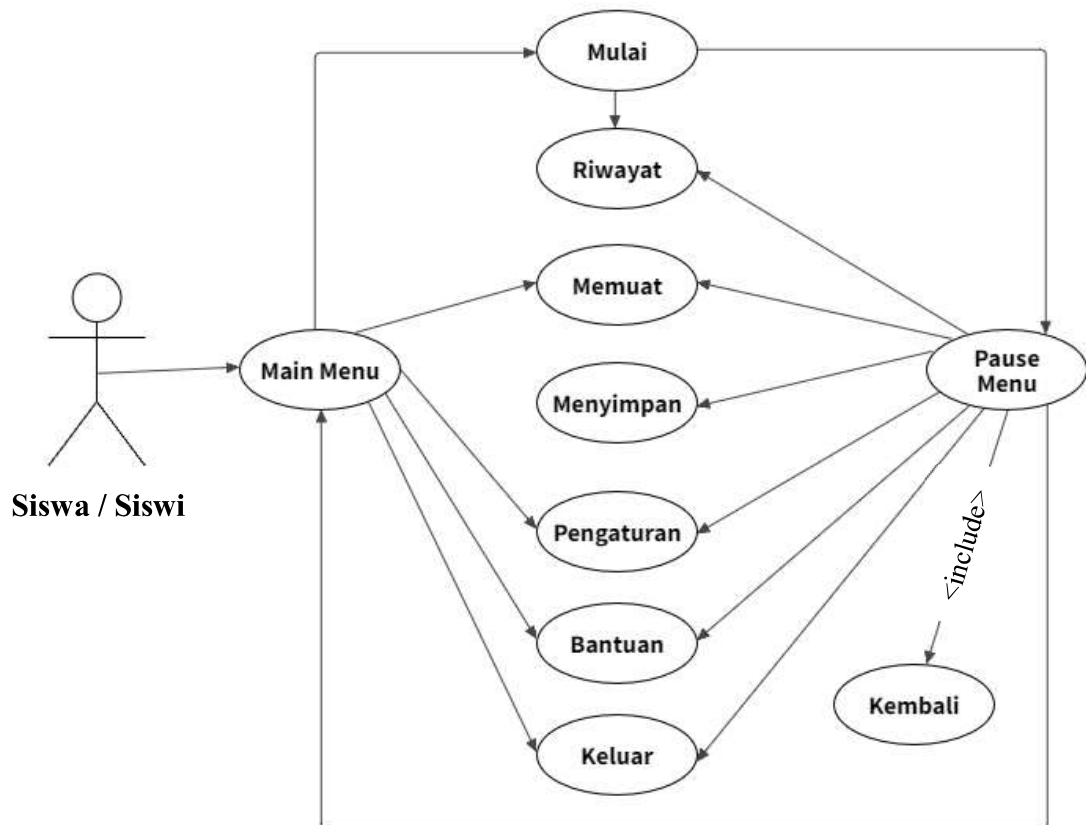 Mulai
Riwayat
Memuat
Main Menu
Pause
Menu
Menyimpan
Siswa / Siswi
Pengaturan
<include>
Bantuan
Kembali
Keluar